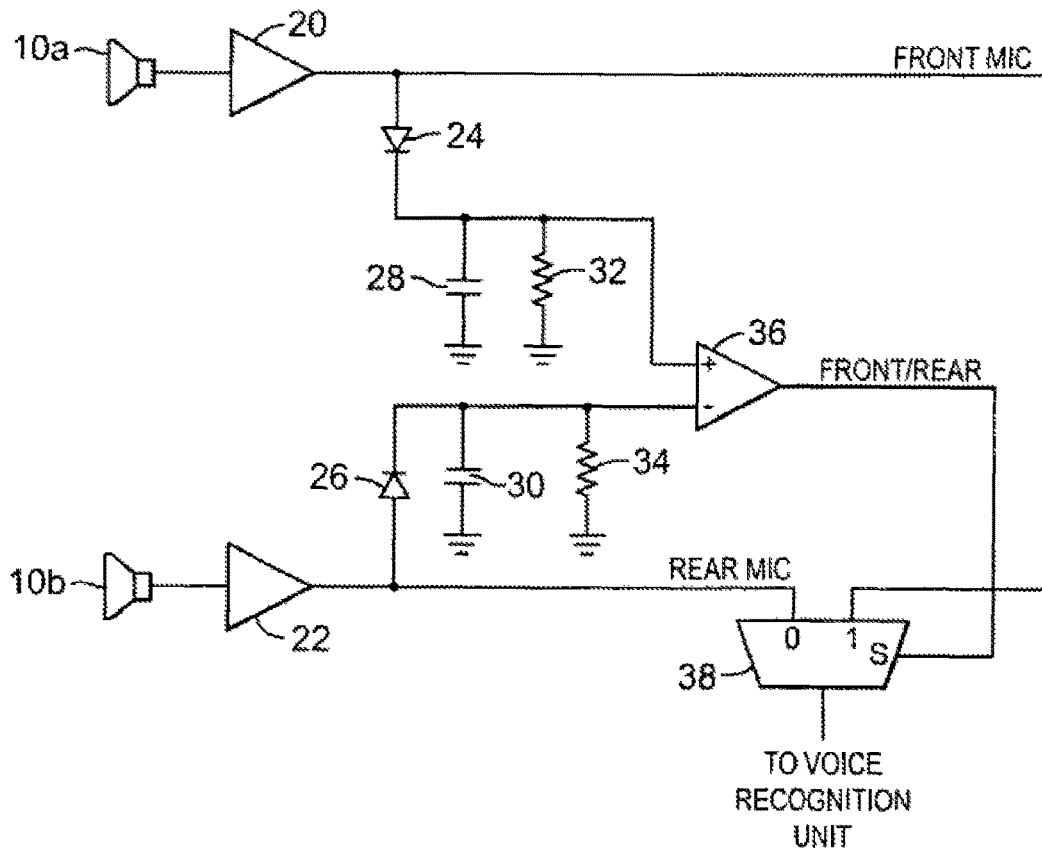 20
10a
FRONT MIC
24
28
32
36
+
FRONT/REAR
-
26
30
34
10b
REAR MIC
22
0 1
S
38
TO VOICE
RECOGNITION
UNIT